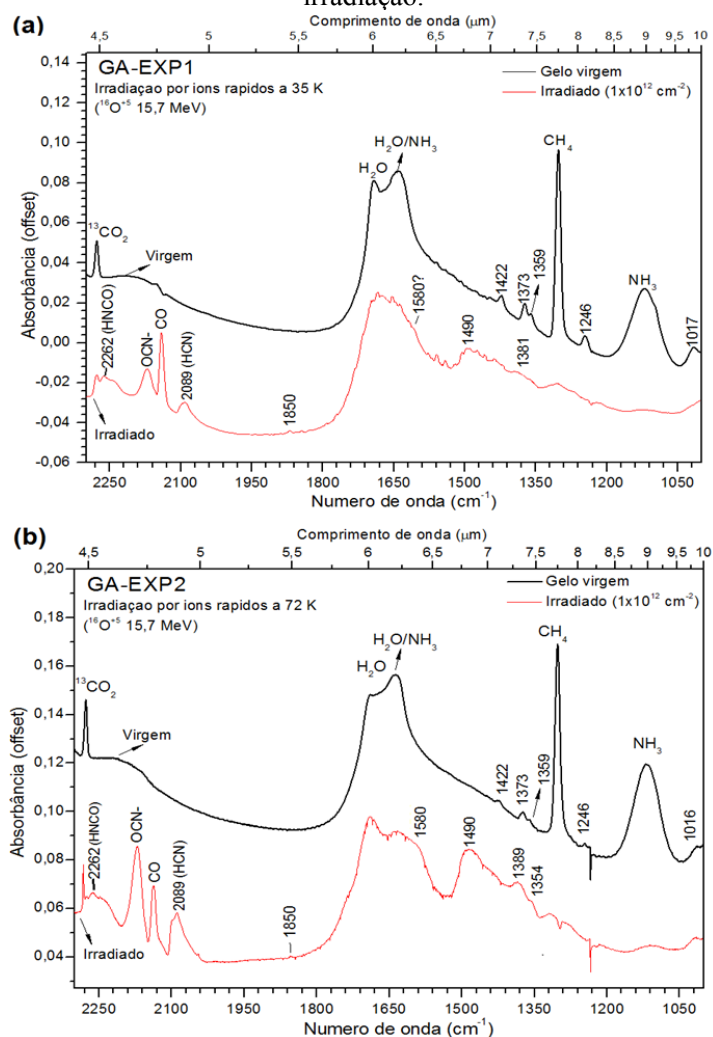 irradiação.
(a)
Comprimento de onda (µm)
4,5 5 5,5 6 6,5 7 7,5 8 8,5 9 9,5 10
GA-EXP1
Irradiaçao por ions rapidos a 35 K
(¹⁶O⁺⁵ 15,7 MeV)
Gelo virgem
Irradiado (1x10¹² cm⁻²)
Absorbância (offset)
0,14
0,12
0,10
0,08
0,06
0,04
0,02
0,00
-0,02
-0,04
-0,06
¹³CO₂
Virgem
H₂O
H₂O/NH₃
CH₄
1422
1373
1359
1246
NH₃
1017
2262 (HNCO)
OCN-
CO
2089 (HCN)
1850
1580?
1490
1381
Irradiado
2250 2100 1950 1800 1650 1500 1350 1200 1050
Numero de onda (cm⁻¹)
(b)
Comprimento de onda (µm)
4,5 5 5,5 6 6,5 7 7,5 8 8,5 9 9,5 10
GA-EXP2
Irradiaçao por ions rapidos a 72 K
(¹⁶O⁺⁵ 15,7 MeV)
Gelo virgem
Irradiado (1x10¹² cm⁻²)
Absorbância (offset)
0,20
0,18
0,16
0,14
0,12
0,10
0,08
0,06
0,04
¹³CO₂
Virgem
H₂O
H₂O/NH₃
CH₄
1422
1373
1359
1246
NH₃
1016
2262 (HNCO)
OCN-
CO
2089 (HCN)
1850
1580
1490
1389
1354
Irradiado
2250 2100 1950 1800 1650 1500 1350 1200 1050
Numero de onda (cm⁻¹)